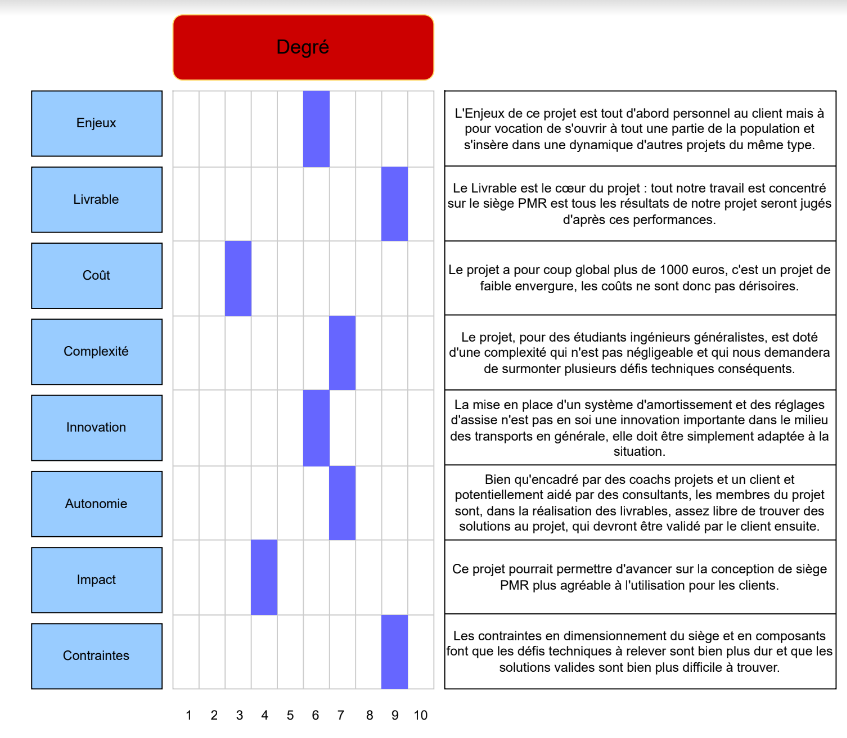 Degré
Enjeux
L'Enjeux de ce projet est tout d'abord personnel au client mais à
pour vocation de s'ouvrir à tout une partie de la population et
s'insère dans une dynamique d'autres projets du même type.
Livrable
Le Livrable est le cœur du projet : tout notre travail est concentré
sur le siège PMR est tous les résultats de notre projet seront jugés
d'après ces performances.
Coût
Le projet a pour coup global plus de 1000 euros, c'est un projet de
faible envergure, les coûts ne sont donc pas dérisoires.
Complexité
Le projet, pour des étudiants ingénieurs généralistes, est doté
d'une complexité qui n'est pas négligeable et qui nous demandera
de surmonter plusieurs défis techniques conséquents.
Innovation
La mise en place d'un système d'amortissement et des réglages
d'assise n'est pas en soi une innovation importante dans le milieu
des transports en générale, elle doit être simplement adaptée à la
situation.
Autonomie
Bien qu'encadré par des coachs projets et un client et
potentiellement aidé par des consultants, les membres du projet
sont, dans la réalisation des livrables, assez libre de trouver des
solutions au projet, qui devront être validé par le client ensuite.
Impact
Ce projet pourrait permettre d'avancer sur la conception de siège
PMR plus agréable à l'utilisation pour les clients.
Contraintes
Les contraintes en dimensionnement du siège et en composants
font que les défis techniques à relever sont bien plus dur et que les
solutions valides sont bien plus difficile à trouver.
1 2 3 4 5 6 7 8 9 10